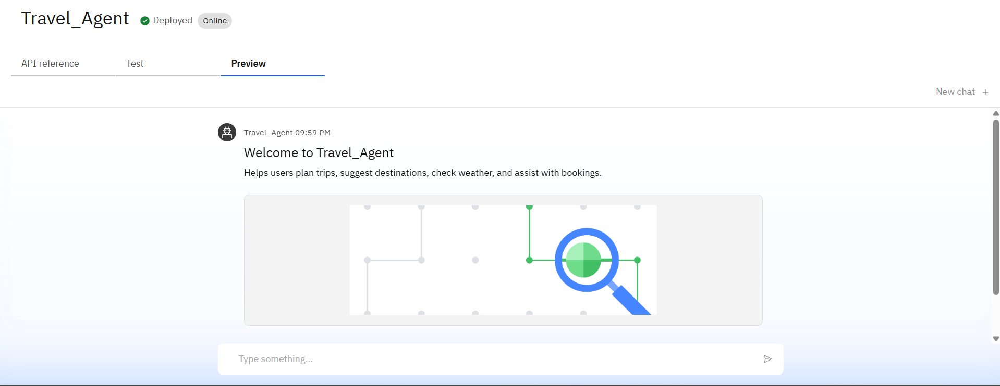 Travel_Agent Deployed Online
API reference Test Preview
New chat +
Travel_Agent 09:59 PM
Welcome to Travel_Agent
Helps users plan trips, suggest destinations, check weather, and assist with bookings.
Type something...